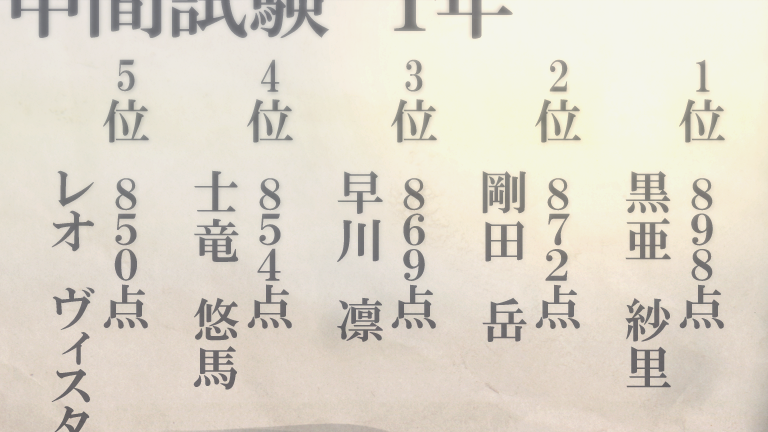 中間試験 1年
1位 898点
黒亜 紗里
2位 872点
剛田 岳
3位 869点
早川 凛
4位 854点
士竜 悠馬
5位 850点
レオ ヴィスタ